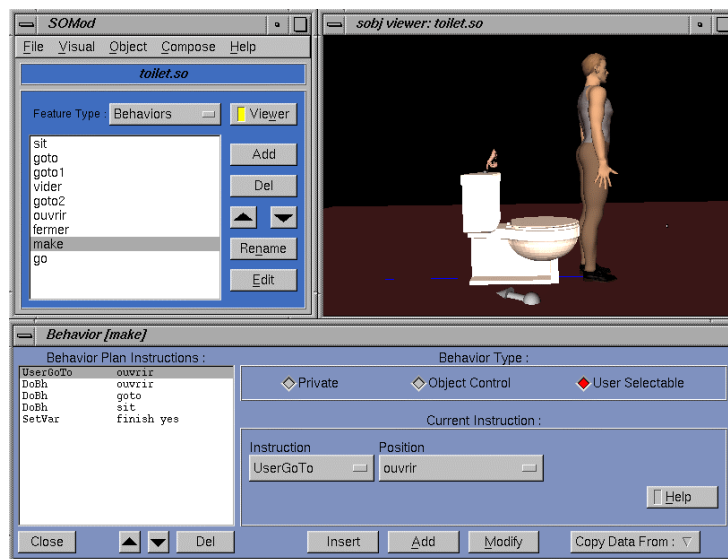 SOMod
File Visual Object Compose Help
toilet.so
Feature Type : Behaviors Viewer
sit
goto
goto1
vider
goto2
ouvrir
fermer
make
go
Add
Del
Rename
Edit
sobj viewer: toilet.so
Behavior [make]
Behavior Plan Instructions :
UserGoTo ouvrir
DoBh ouvrir
DoBh goto
DoBh sit
SetVar finish yes
Close Del
Behavior Type :
Private Object Control User Selectable
Current Instruction :
Instruction Position
UserGoTo ouvrir
Help
Insert Add Modify Copy Data From :